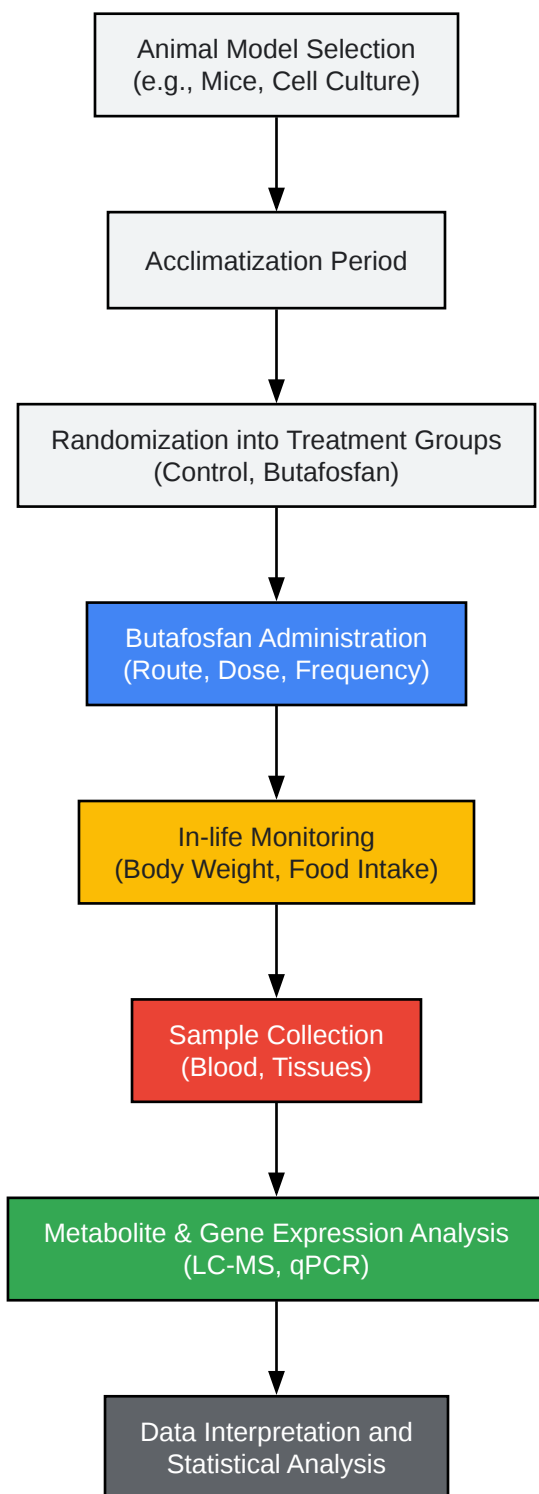 Animal Model Selection
(e.g., Mice, Cell Culture)
Acclimatization Period
Randomization into Treatment Groups
(Control, Butafosfan)
Butafosfan Administration
(Route, Dose, Frequency)
In-life Monitoring
(Body Weight, Food Intake)
Sample Collection
(Blood, Tissues)
Metabolite & Gene Expression Analysis
(LC-MS, qPCR)
Data Interpretation and
Statistical Analysis